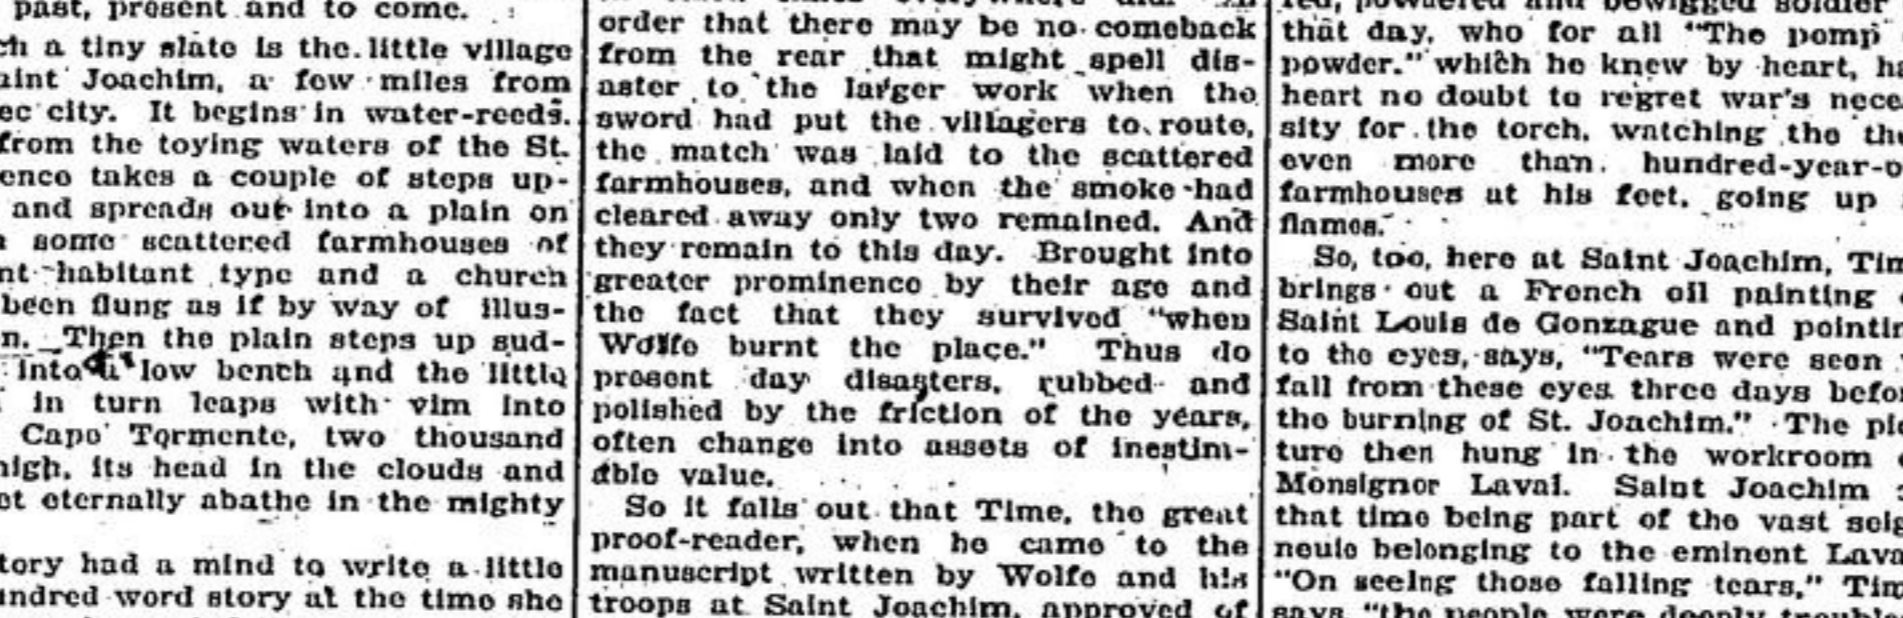 past, present and to come.
ch a tiny slate is the little village
aint Joachim, a few miles from
ec city. It begins in water-reeds.
from the toying waters of the St.
ence takes a couple of steps up-
and spreads out into a plain on
some scattered farmhouses of
nt habitant type and a church
been flung as if by way of illus-
n. Then the plain steps up sud-
into a low bench and the little
in turn leaps with vim into
Cape Tormente, two thousand
high, its head in the clouds and
et eternally abathe in the mighty
tory had a mind to write a little
undred word story at the time she
order that there may be no comeback
from the rear that might spell dis-
aster to the larger work when the
sword had put the villagers to route,
the match was laid to the scattered
farmhouses, and when the smoke had
cleared away only two remained. And
they remain to this day. Brought into
greater prominence by their age and
the fact that they survived "when
Wolfe burnt the place." Thus do
present day disasters, rubbed and
polished by the friction of the years,
often change into assets of inestim-
able value.
So it falls out that Time, the great
proof-reader, when he came to the
manuscript written by Wolfe and his
troops at Saint Joachim, approved of
red, powdered and bewigged soldier
that day, who for all "The pomp
powder." which he knew by heart, ha
heart no doubt to regret war's nece
sity for the torch, watching the the
even more than hundred-year-o
farmhouses at his feet, going up
flames.
So, too, here at Saint Joachim, Tim
brings out a French oil painting
Saint Louis de Gonzague and pointin
to the eyes, says, "Tears were seen
fall from these eyes three days befor
the burning of St. Joachim." The pic
ture then hung in the workroom
Monsignor Laval. Saint Joachim
that time being part of the vast seig
neuie belonging to the eminent Lava
"On seeing those falling tears," Tim
says "the people were deeply trouble